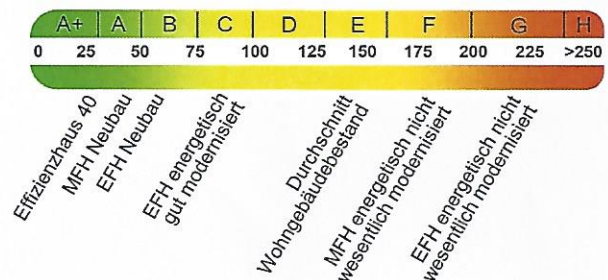 A+ A B C D E F G H
0 25 50 75 100 125 150 175 200 225 >250
Effizienzhaus 40
MFH Neubau
EFH Neubau
EFH energetisch
gut modernisiert
Durchschnitt
Wohngebäudebestand
MFH energetisch nicht
wesentlich modernisiert
EFH energetisch nicht
wesentlich modernisiert